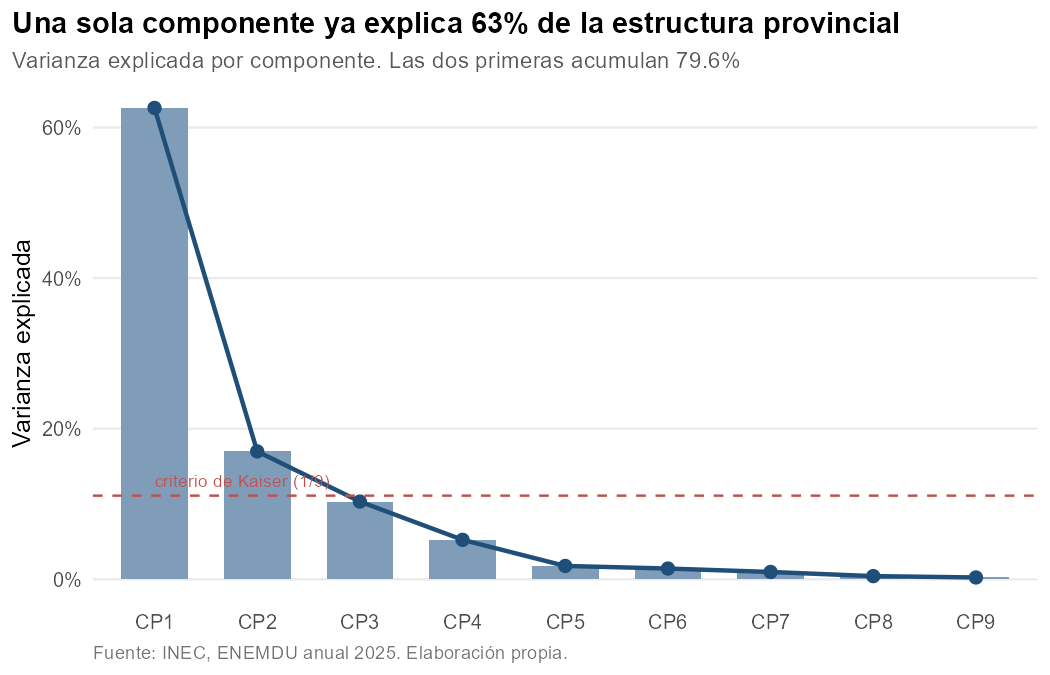 Una sola componente ya explica 63% de la estructura provincial
Varianza explicada por componente. Las dos primeras acumulan 79.6%
Varianza explicada
60%
40%
20%
0%
criterio de Kaiser (1/9)
CP1 CP2 CP3 CP4 CP5 CP6 CP7 CP8 CP9
Fuente: INEC, ENEMDU anual 2025. Elaboración propia.